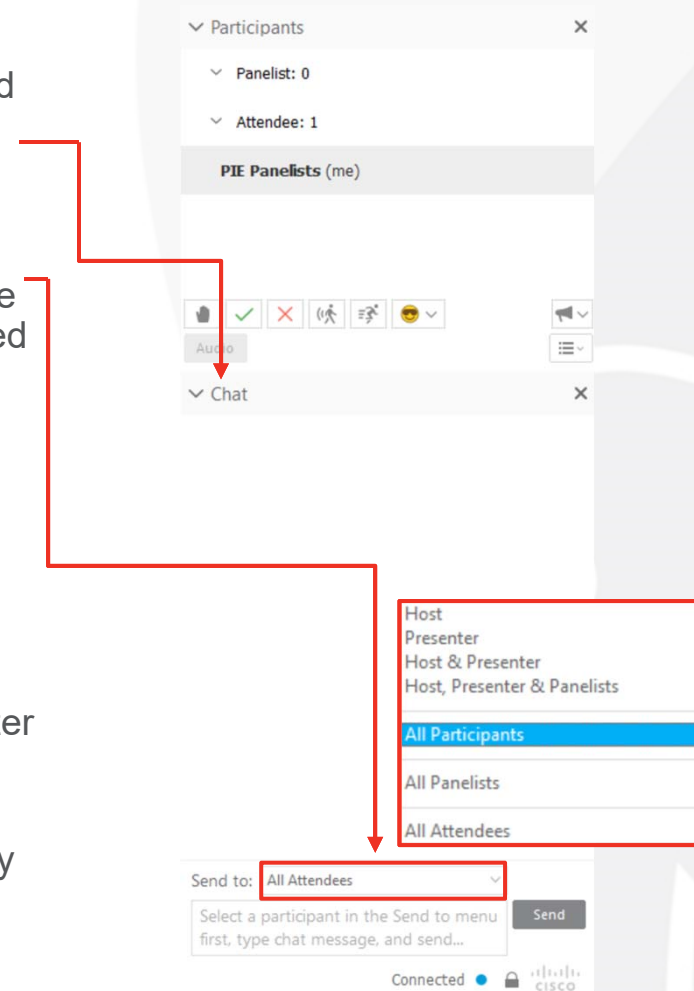 Participants
Panelist: 0
d
Attendee: 1
PIE Panelists (me)
e
ed
Audio
Chat
Host
Presenter
Host & Presenter
Host, Presenter & Panelists
ter
All Participants
All Panelists
All Attendees
y
Send to: All Attendees
Select a participant in the Send to menu
first, type chat message, and send...
Send
Connected
CISCO